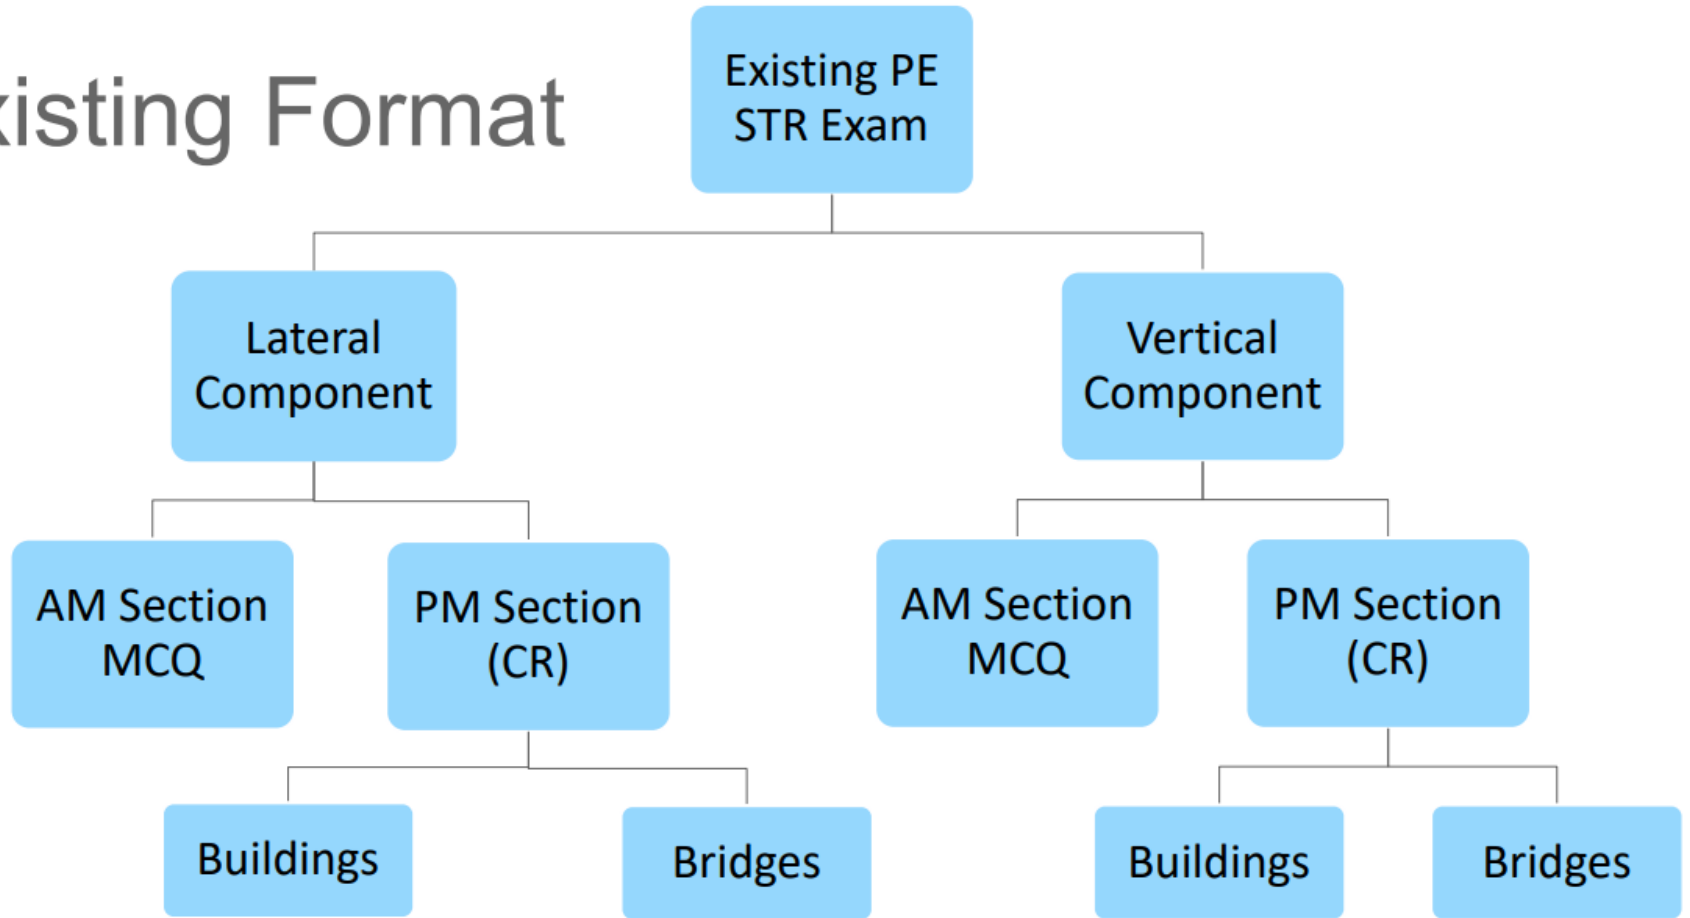 xisting Format
Existing PE
STR Exam
Lateral
Component
Vertical
Component
AM Section
MCQ
PM Section
(CR)
AM Section
MCQ
PM Section
(CR)
Buildings
Bridges
Buildings
Bridges